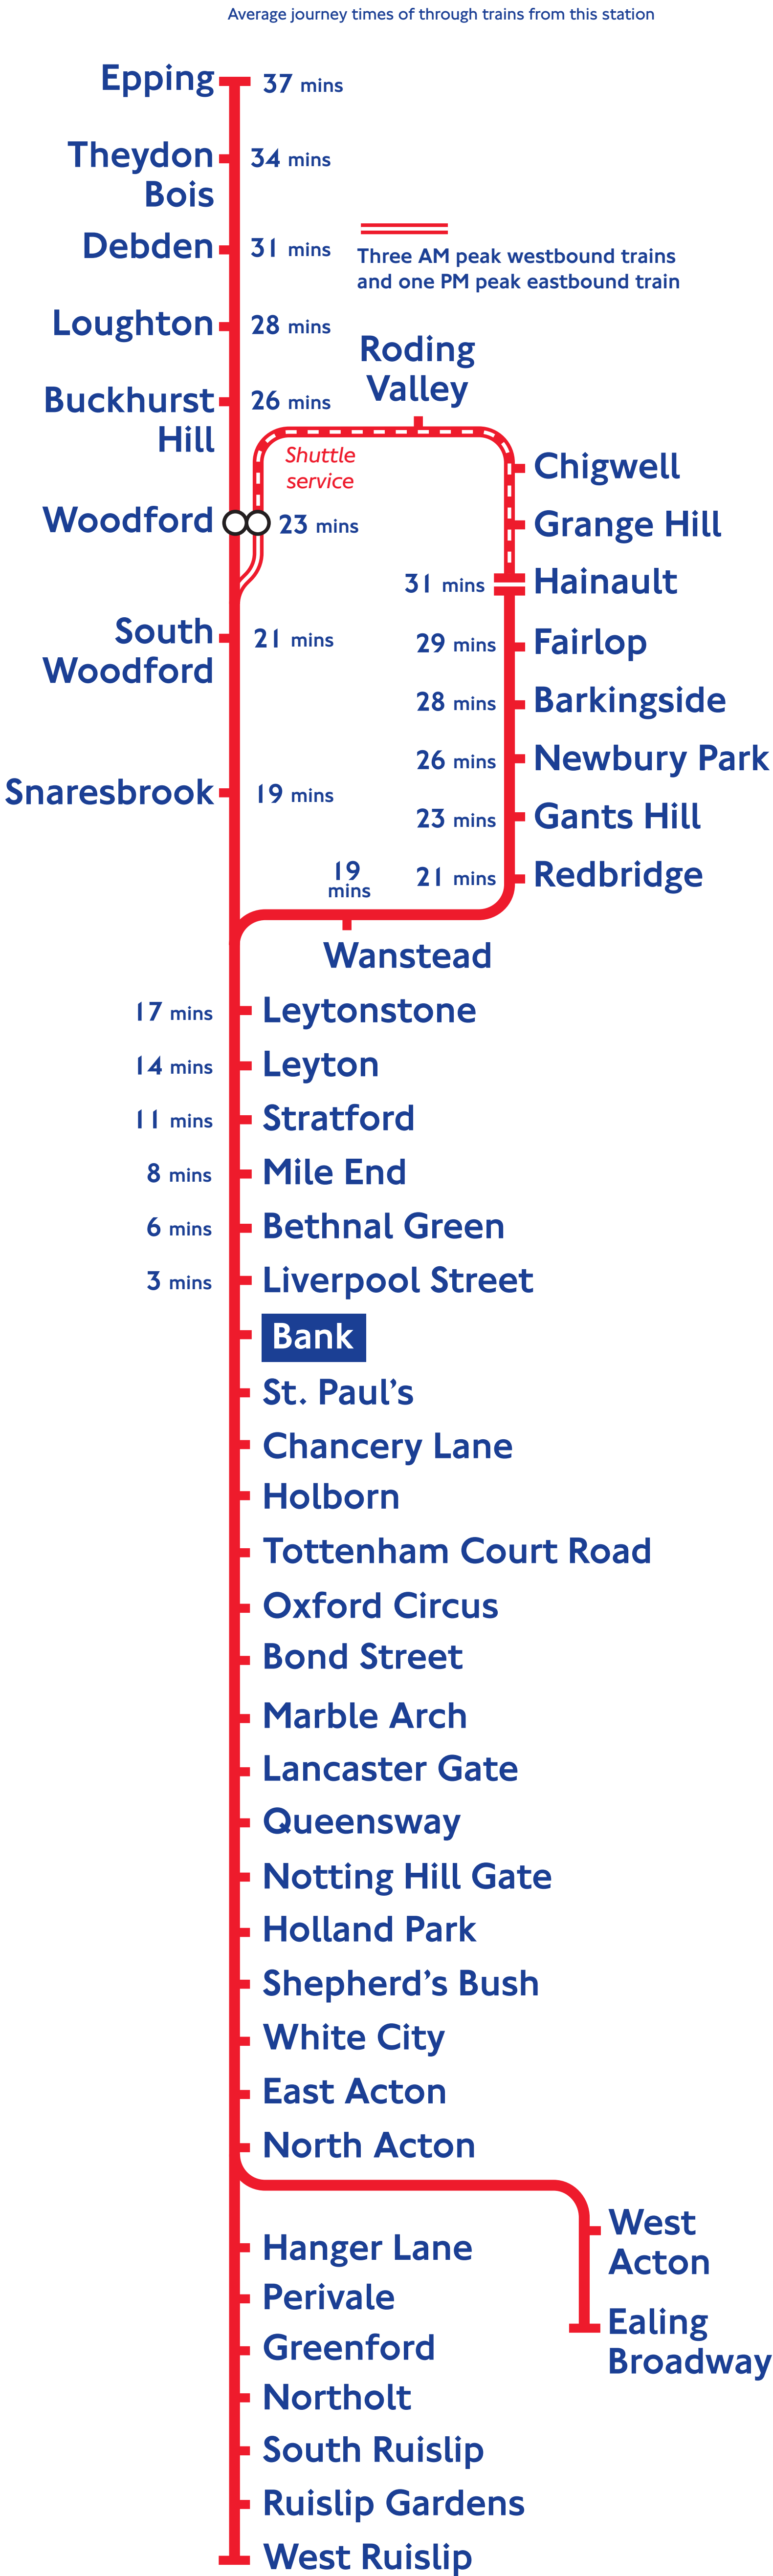 Average journey times of through trains from this station
Epping 37 mins
Theydon
Bois
34 mins
Debden 31 mins
Three AM peak westbound trains
and one PM peak eastbound train
Loughton 28 mins
Roding
Valley
Buckhurst
Hill
26 mins
Shuttle
service
Chigwell
Woodford 23 mins
Grange Hill
31 mins Hainault
South
Woodford
21 mins
29 mins Fairlop
28 mins Barkingside
26 mins Newbury Park
Snaresbrook 19 mins
23 mins Gants Hill
21 mins Redbridge
19
mins
Wanstead
17 mins Leytonstone
14 mins Leyton
11 mins Stratford
8 mins Mile End
6 mins Bethnal Green
3 mins Liverpool Street
Bank
St. Paul’s
Chancery Lane
Holborn
Tottenham Court Road
Oxford Circus
Bond Street
Marble Arch
Lancaster Gate
Queensway
Notting Hill Gate
Holland Park
Shepherd’s Bush
White City
East Acton
North Acton
West
Acton
Hanger Lane
Perivale
Ealing
Broadway
Greenford
Northolt
South Ruislip
Ruislip Gardens
West Ruislip